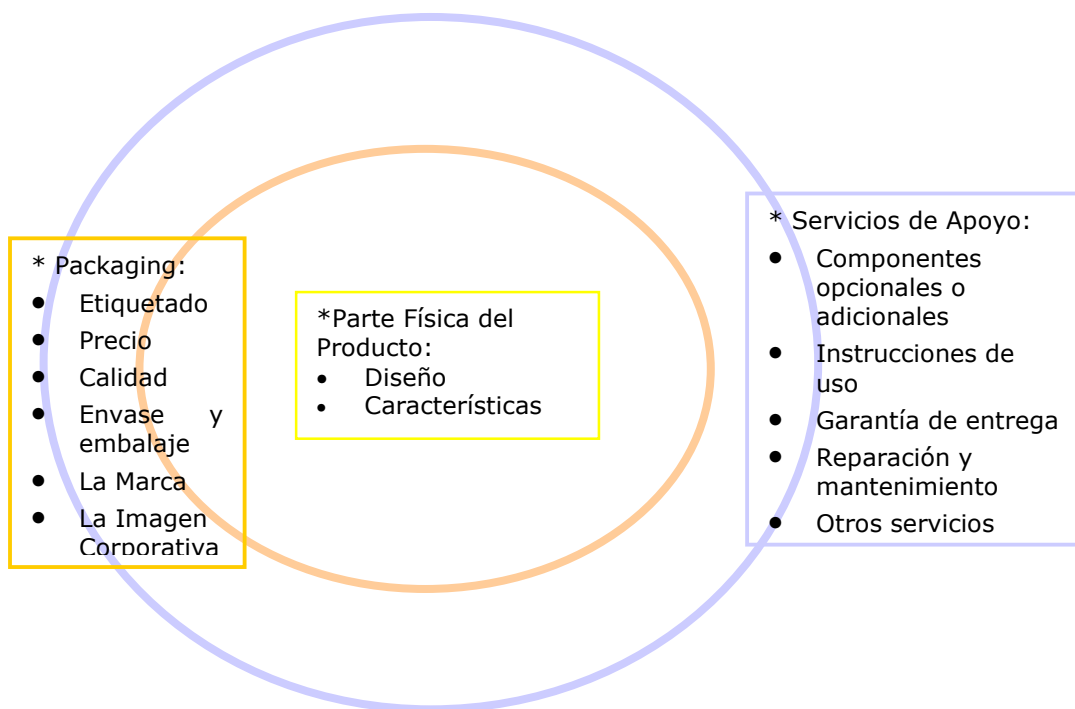 * Packaging:
● Etiquetado
● Precio
● Calidad
● Envase y
embalaje
● La Marca
● La Imagen
Corporativa
*Parte Física del
Producto:
• Diseño
• Características
* Servicios de Apoyo:
● Componentes
opcionales o
adicionales
● Instrucciones de
uso
● Garantía de entrega
● Reparación y
mantenimiento
● Otros servicios